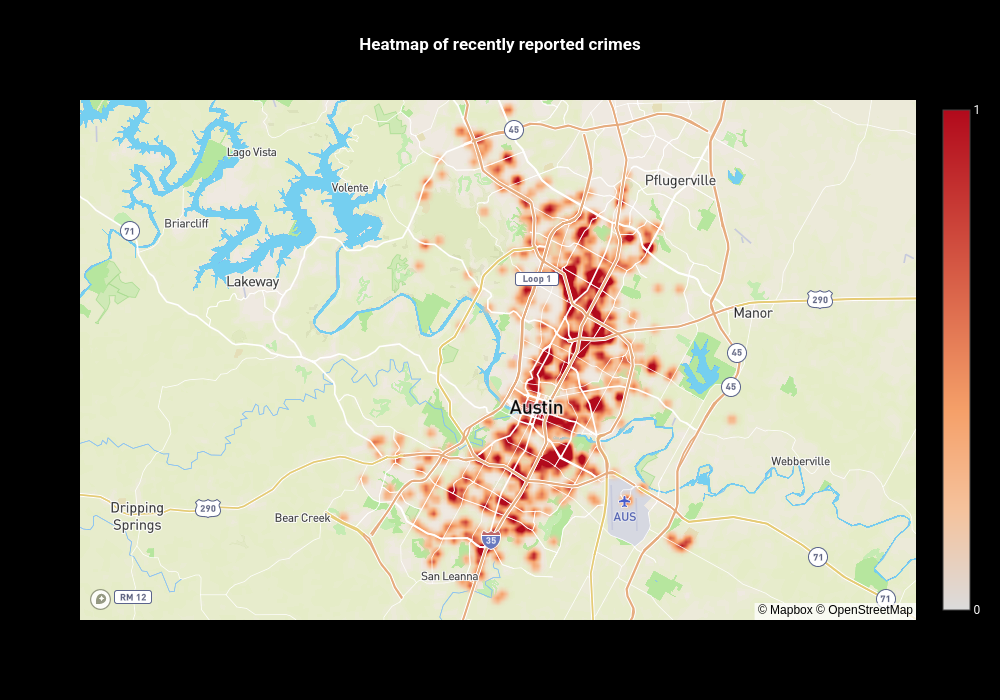 Heatmap of recently reported crimes
1
45
Lago Vista
Pflugerville
Volente
Briarcliff
71
Loop 1
Lakeway
290
Manor
45
45
Austin
Webberville
Dripping
Springs
290
Bear Creek
AUS
35
71
San Leanna
RM 12
71
© Mapbox © OpenStreetMap
0